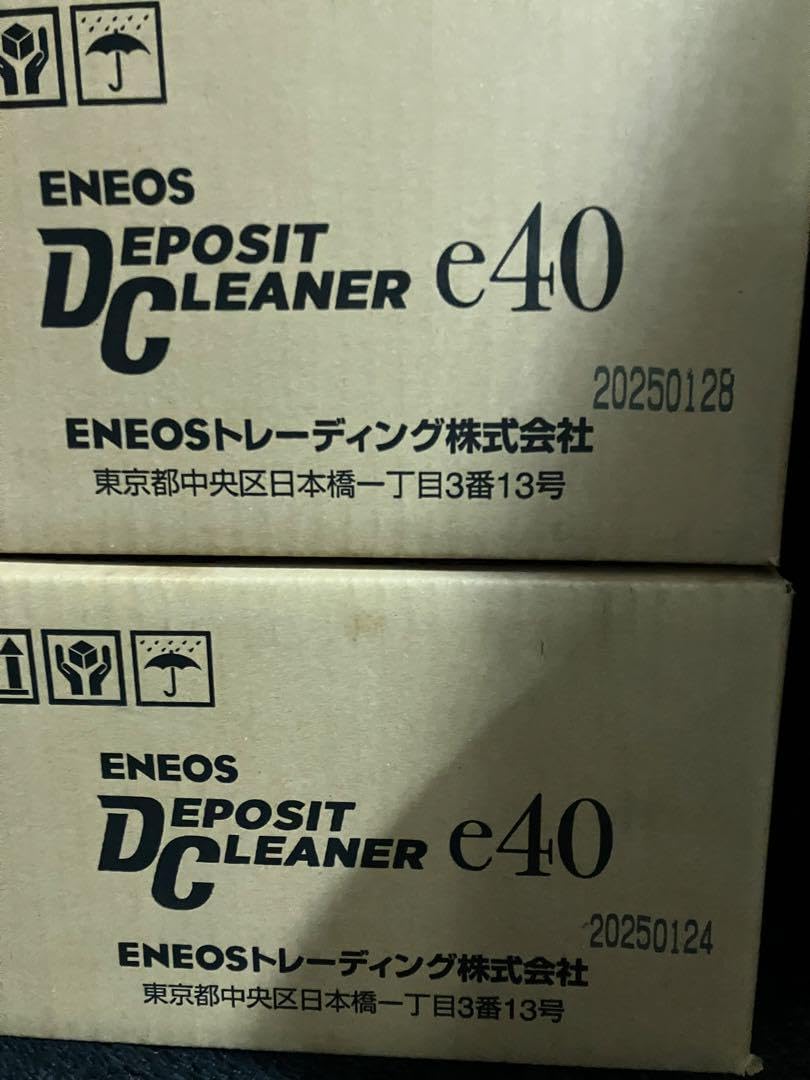 ENEOS
DEPOSIT
CLEANER e40
20250128
ENEOSトレーディング株式会社
東京都中央区日本橋一丁目3番13号
ENEOS
DEPOSIT
CLEANER e40
20250124
ENEOSトレーディング株式会社
東京都中央区日本橋一丁目3番13号